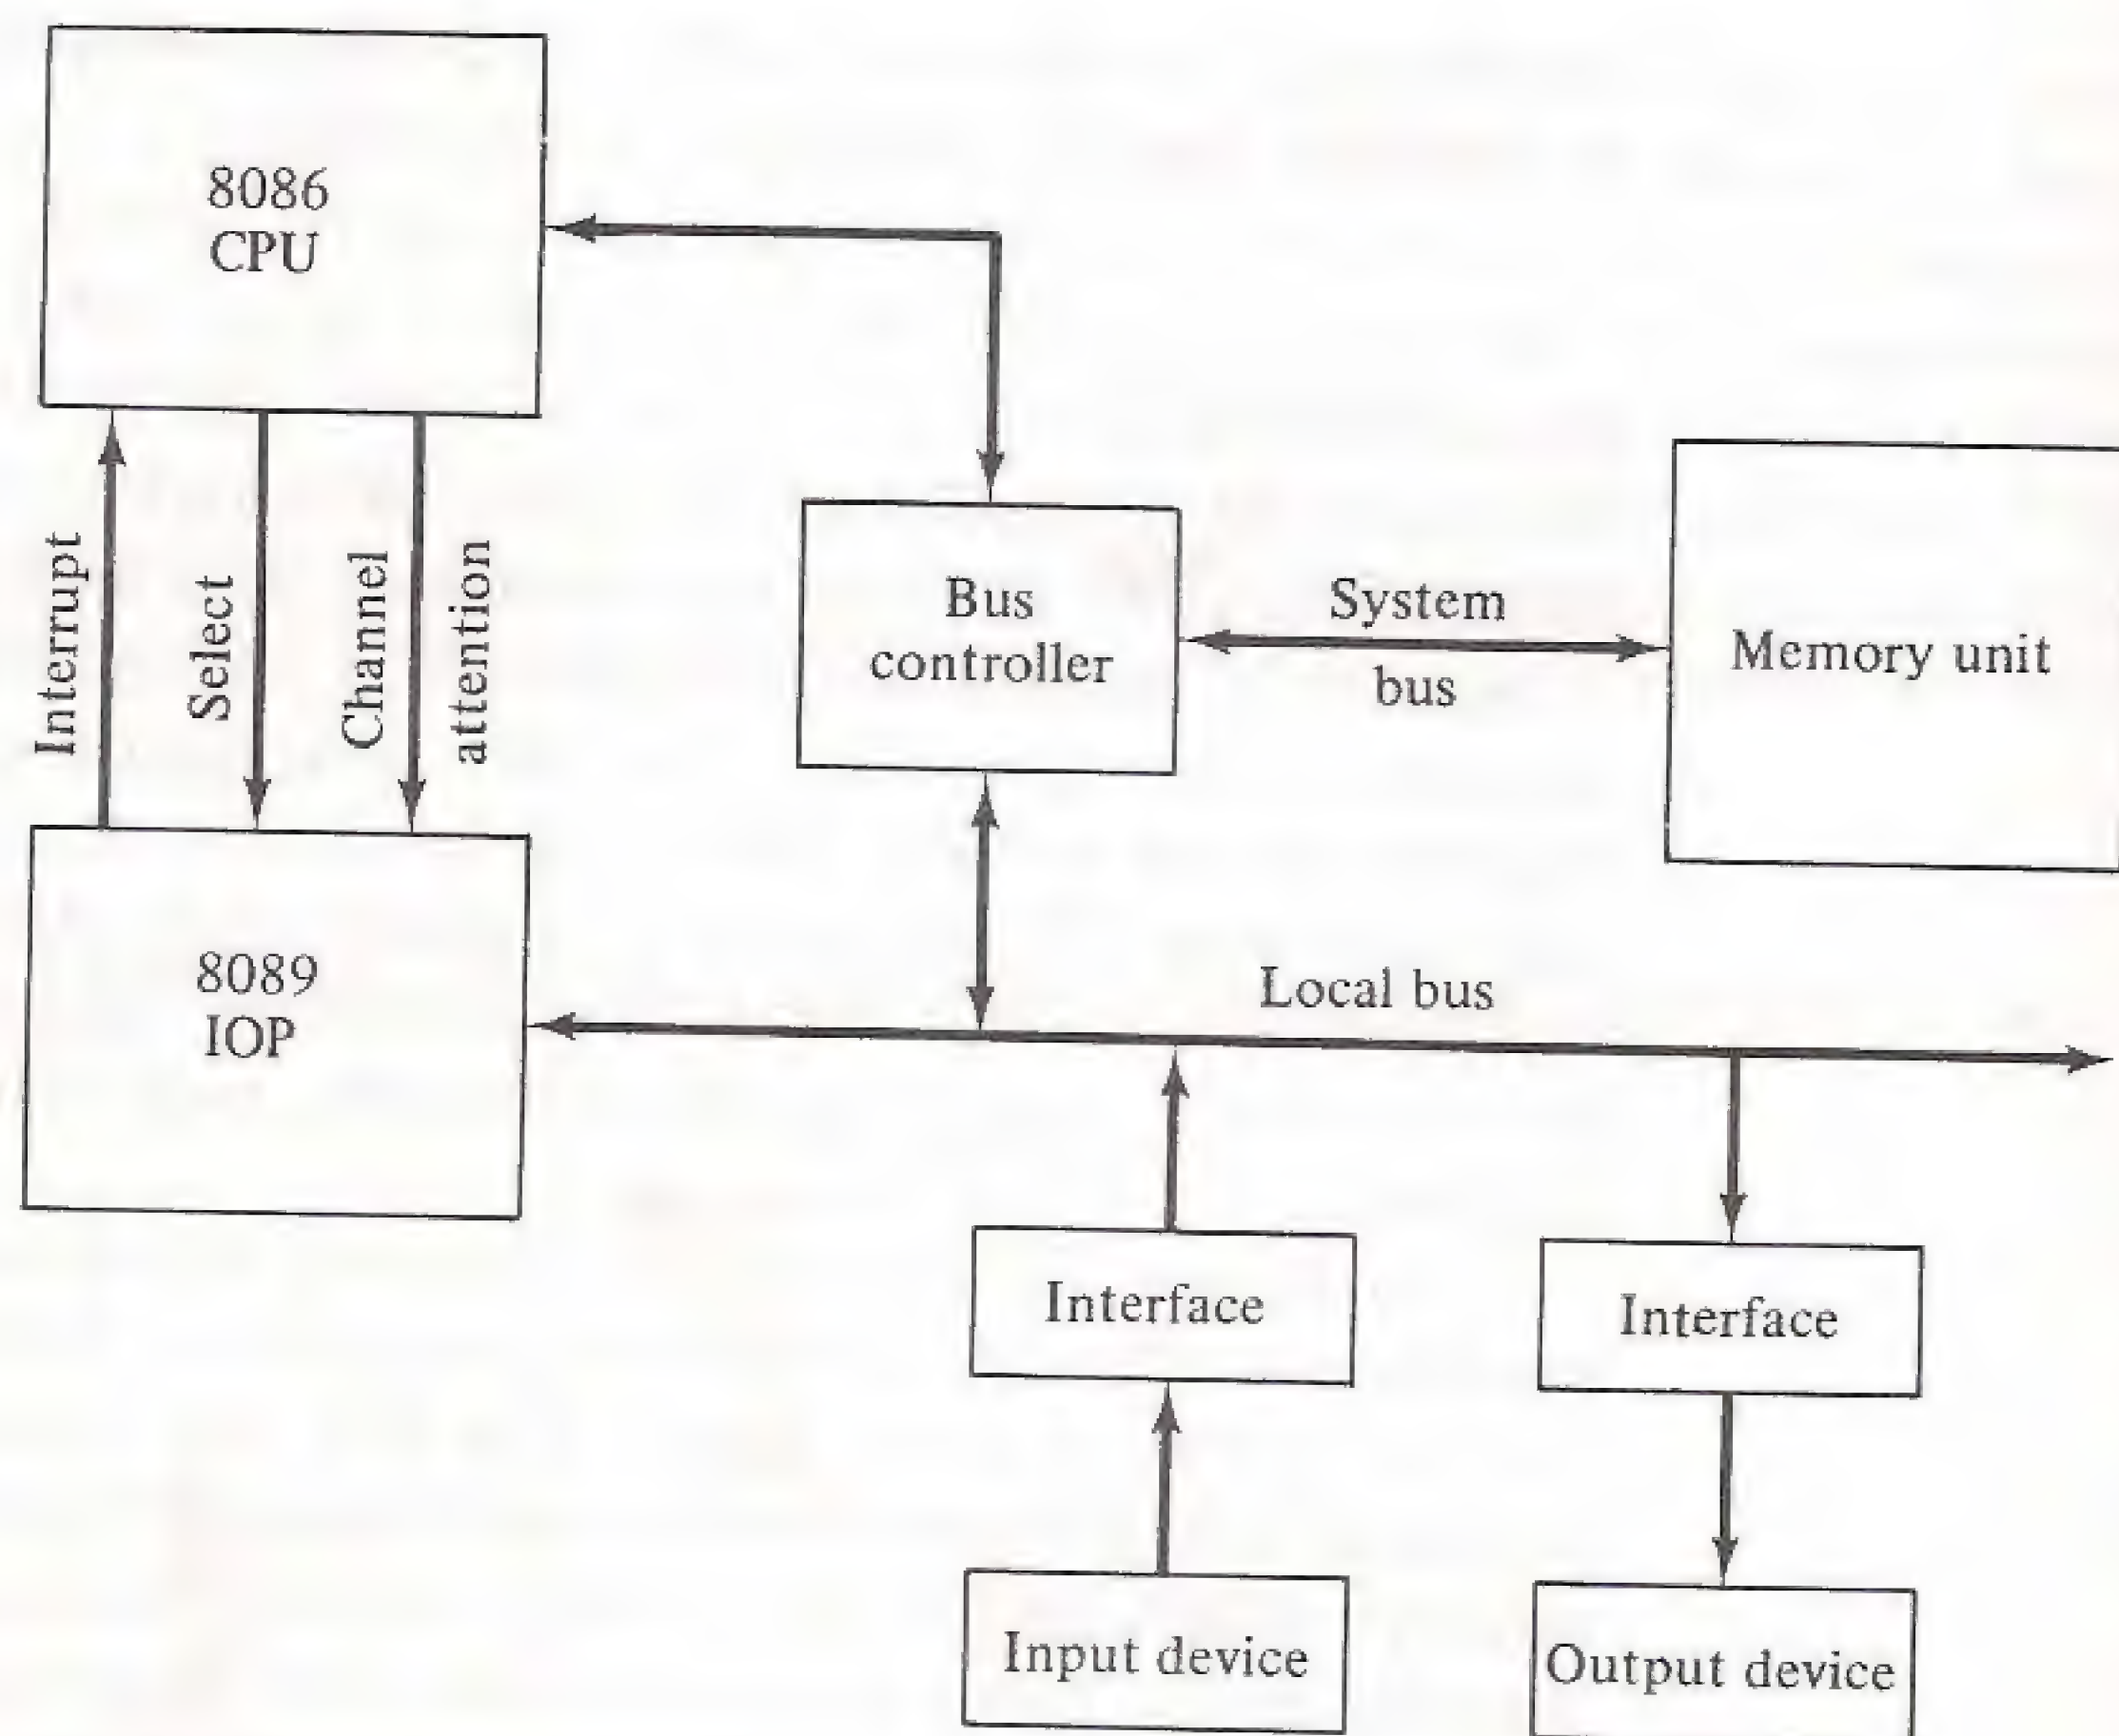 8086
CPU
Interrupt
Select
Channel
attention
Bus
controller
System
bus
Memory unit
8089
IOP
Local bus
Interface
Interface
Input device
Output device